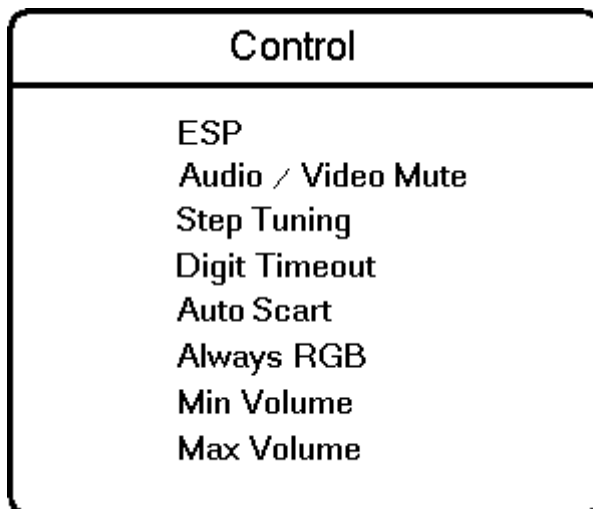 Control
ESP
Audio / Video Mute
Step Tuning
Digit Timeout
Auto Scart
Always RGB
Min Volume
Max Volume